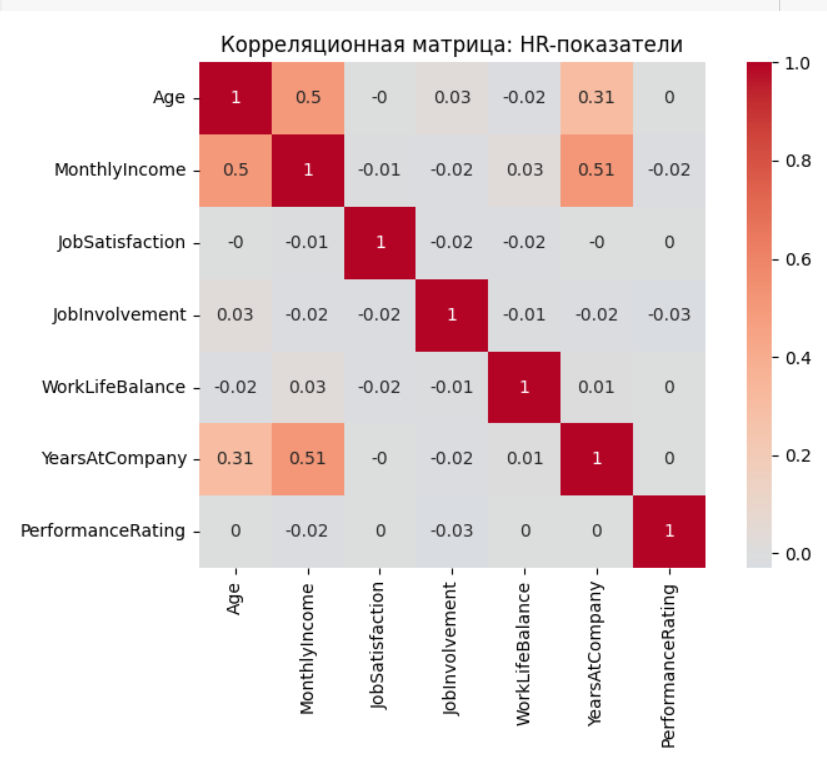 Корреляционная матрица: HR-показатели
Age 1 0.5 -0 0.03 -0.02 0.31 0
MonthlyIncome 0.5 1 -0.01 -0.02 0.03 0.51 -0.02
JobSatisfaction -0 -0.01 1 -0.02 -0.02 -0 0
JobInvolvement 0.03 -0.02 -0.02 1 -0.01 -0.02 -0.03
WorkLifeBalance -0.02 0.03 -0.02 -0.01 1 0.01 0
YearsAtCompany 0.31 0.51 -0 -0.02 0.01 1 0
PerformanceRating 0 -0.02 0 -0.03 0 0 1
Age
MonthlyIncome
JobSatisfaction
JobInvolvement
WorkLifeBalance
YearsAtCompany
PerformanceRating
1.0
0.8
0.6
0.4
0.2
0.0